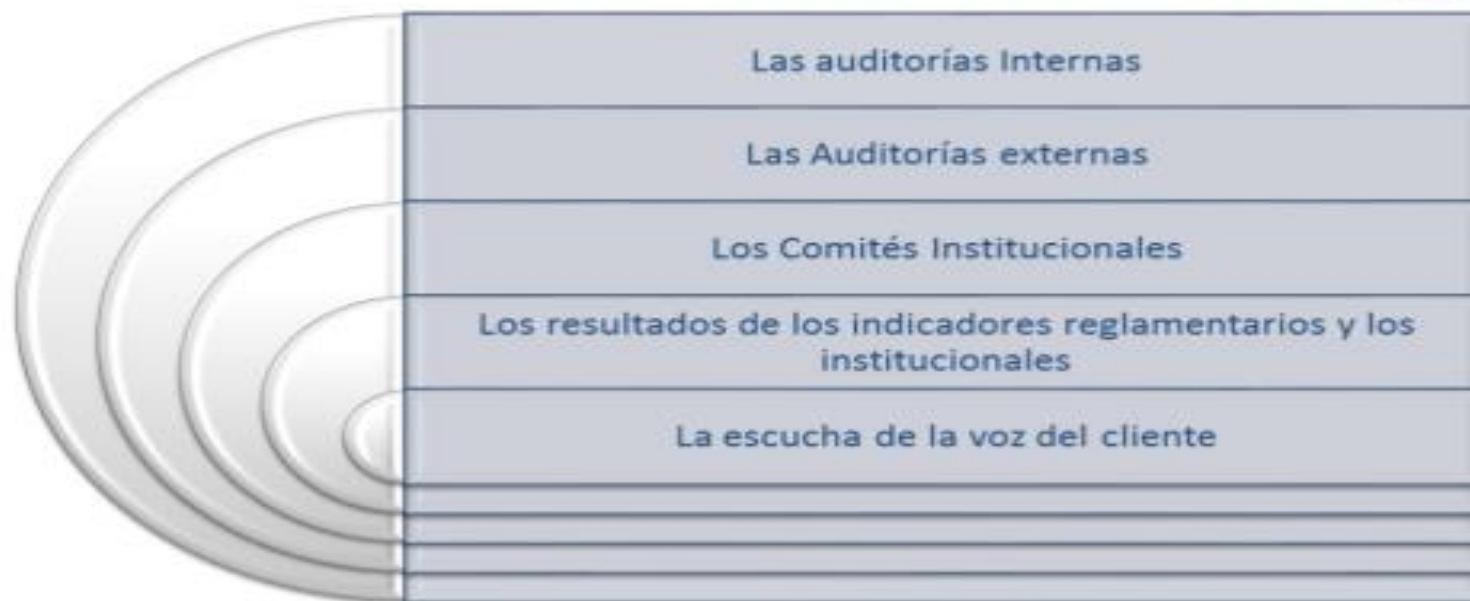 Las auditorías Internas
Las Auditorías externas
Los Comités Institucionales
Los resultados de los indicadores reglamentarios y los
institucionales
La escucha de la voz del cliente